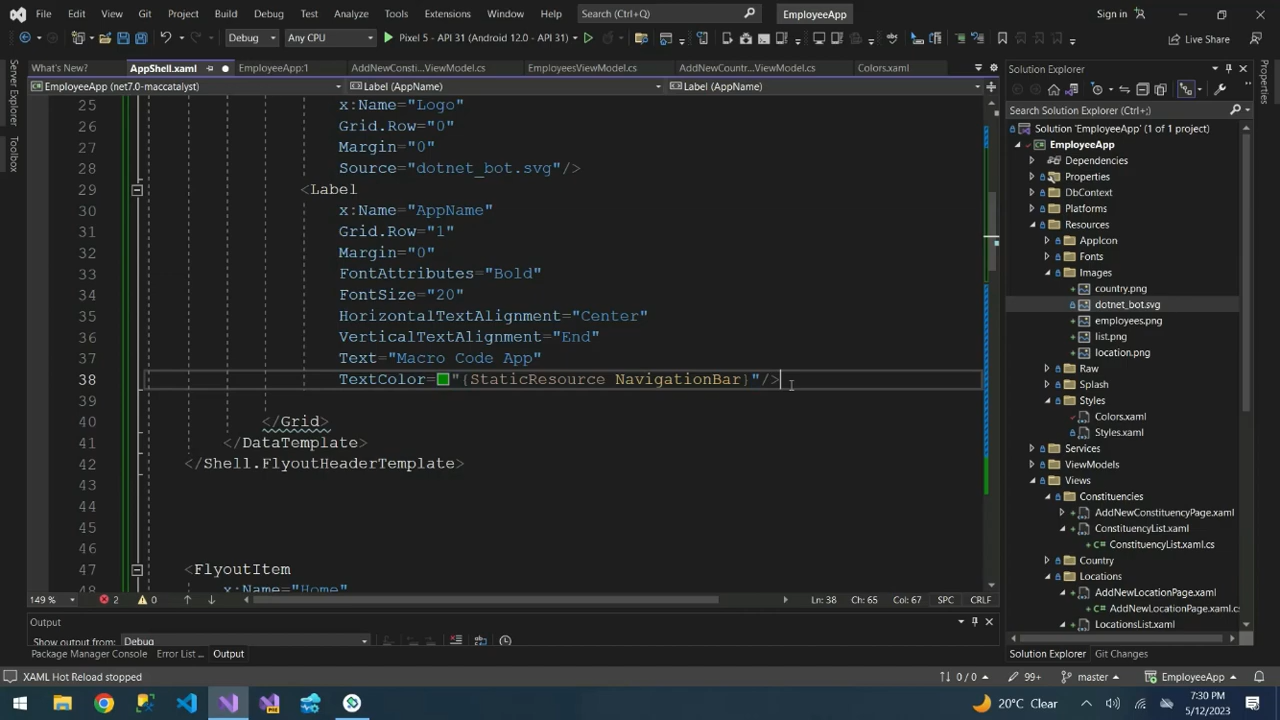 File Edit View Git Project Build Debug Test Analyze Tools Extensions Window Help Search (Ctrl+Q) EmployeeApp Sign in
Debug Any CPU Pixel 5 - API 31 (Android 12.0 - API 31) Live Share
What's New? AppShell.xaml EmployeeApp:1 AddNewConsti...ViewModel.cs EmployeesViewModel.cs AddNewCountr...ViewModel.cs Colors.xaml
EmployeeApp (net7.0-maccatalyst) Label (AppName) Label (AppName)
Server Explorer
Toolbox
25 x:Name="Logo"
26 Grid.Row="0"
27 Margin="0"
28 Source="dotnet_bot.svg"/>
29 <Label
30 x:Name="AppName"
31 Grid.Row="1"
32 Margin="0"
33 FontAttributes="Bold"
34 FontSize="20"
35 HorizontalTextAlignment="Center"
36 VerticalTextAlignment="End"
37 Text="Macro Code App"
38 TextColor="{StaticResource NavigationBar}"/>
39
40 </Grid>
41 </DataTemplate>
42 </Shell.FlyoutHeaderTemplate>
43
44
45
46
47 <FlyoutItem
48 x:Name="Home"
149 % 2 0 Ln: 38 Ch: 65 Col: 67 SPC CRLF
Output
Show output from: Debug
Package Manager Console Error List ... Output
Solution Explorer
Search Solution Explorer (Ctrl+;)
Solution 'EmployeeApp' (1 of 1 project)
EmployeeApp
Dependencies
Properties
DbContext
Platforms
Resources
AppIcon
Fonts
Images
country.png
dotnet_bot.svg
employees.png
list.png
location.png
Raw
Splash
Styles
Colors.xaml
Styles.xaml
Services
ViewModels
Views
Constituencies
AddNewConstituencyPage.xaml
ConstituencyList.xaml
C# ConstituencyList.xaml.cs
Country
Locations
AddNewLocationPage.xaml
C# AddNewLocationPage.xaml.cs
LocationsList.xaml
Solution Explorer Git Changes
Properties
XAML Hot Reload stopped 0 / 0 99+ master EmployeeApp
20°C Clear 7:30 PM
5/12/2023